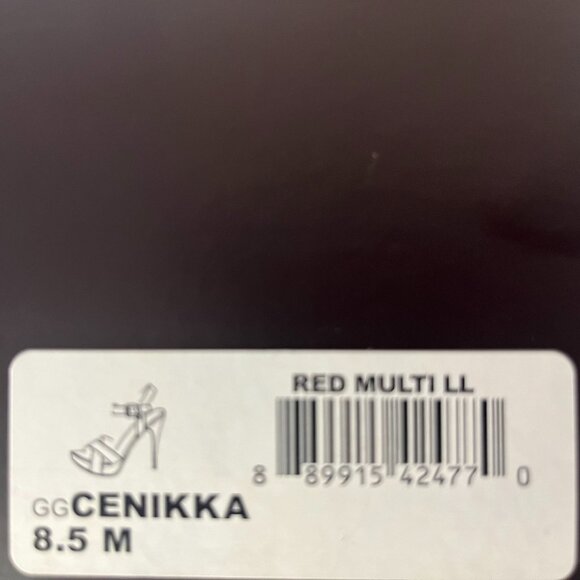 RED MULTI LL
8 89915 42477 0
GGCENIKKA
8.5 M